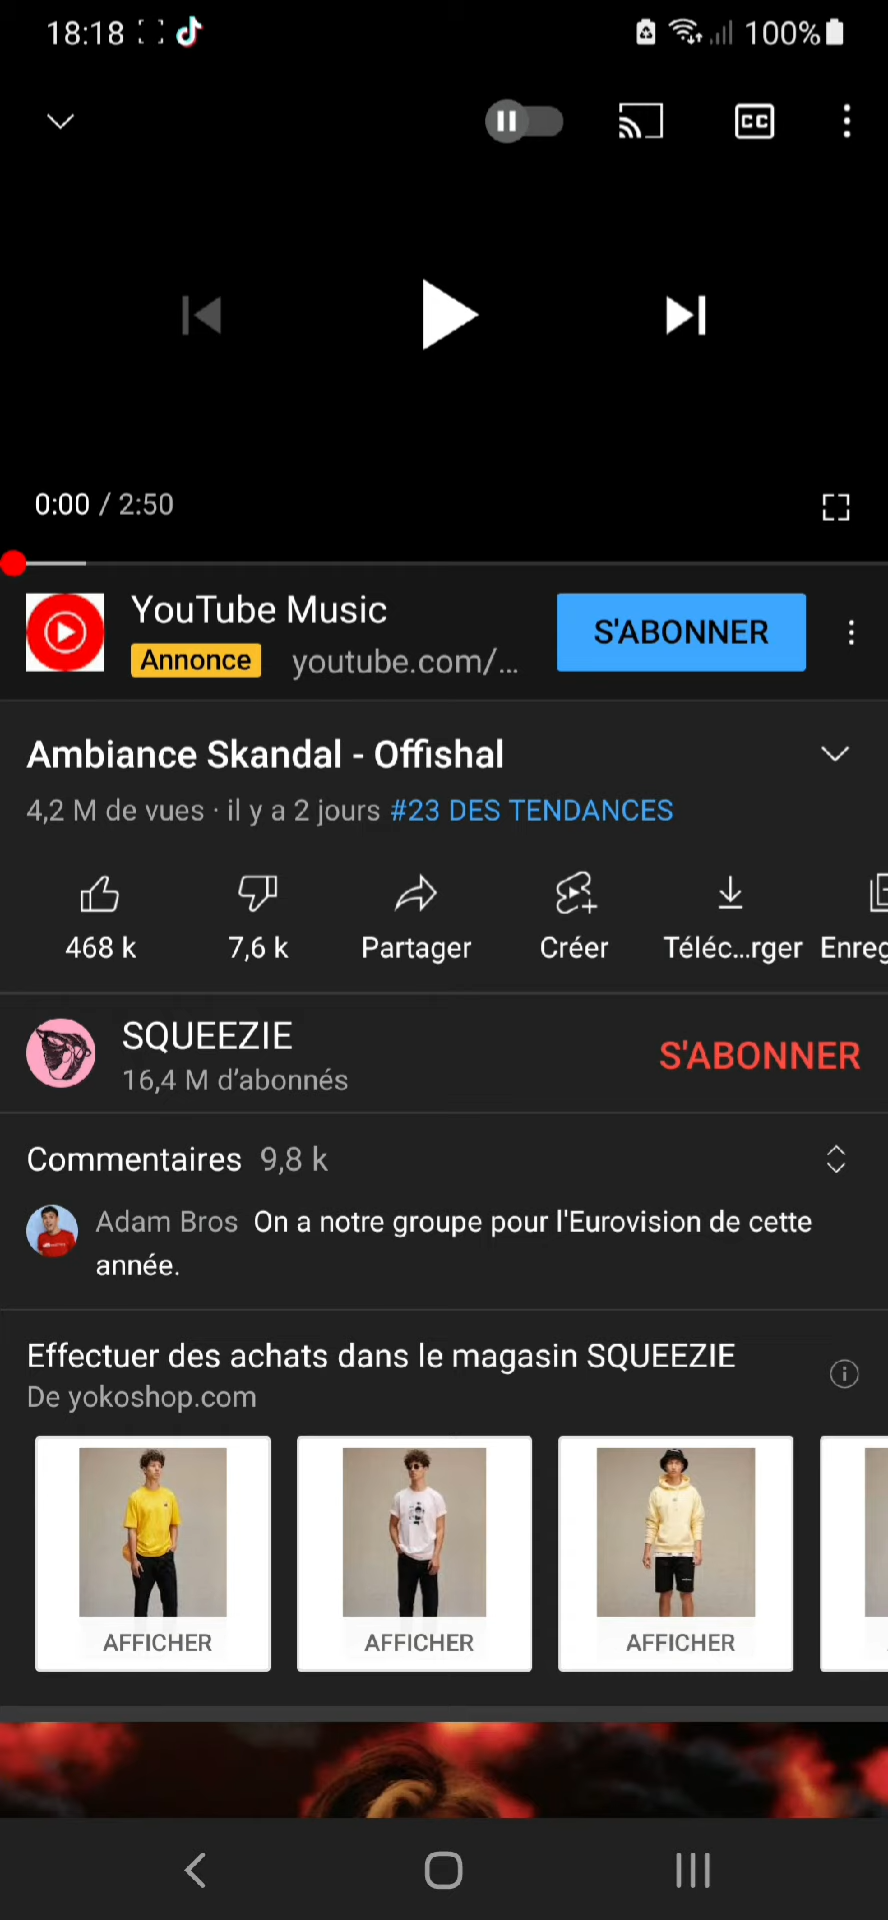 18:18
100%
CC
0:00 / 2:50
YouTube Music
S'ABONNER
Annonce youtube.com/...
Ambiance Skandal - Offishal
4,2 M de vues · il y a 2 jours #23 DES TENDANCES
468 k
7,6 k
Partager
Créer
Téléc...rger
Enreg
SQUEEZIE
16,4 M d’abonnés
S'ABONNER
Commentaires 9,8 k
Adam Bros On a notre groupe pour l'Eurovision de cette
année.
Effectuer des achats dans le magasin SQUEEZIE
De yokoshop.com
AFFICHER
AFFICHER
AFFICHER